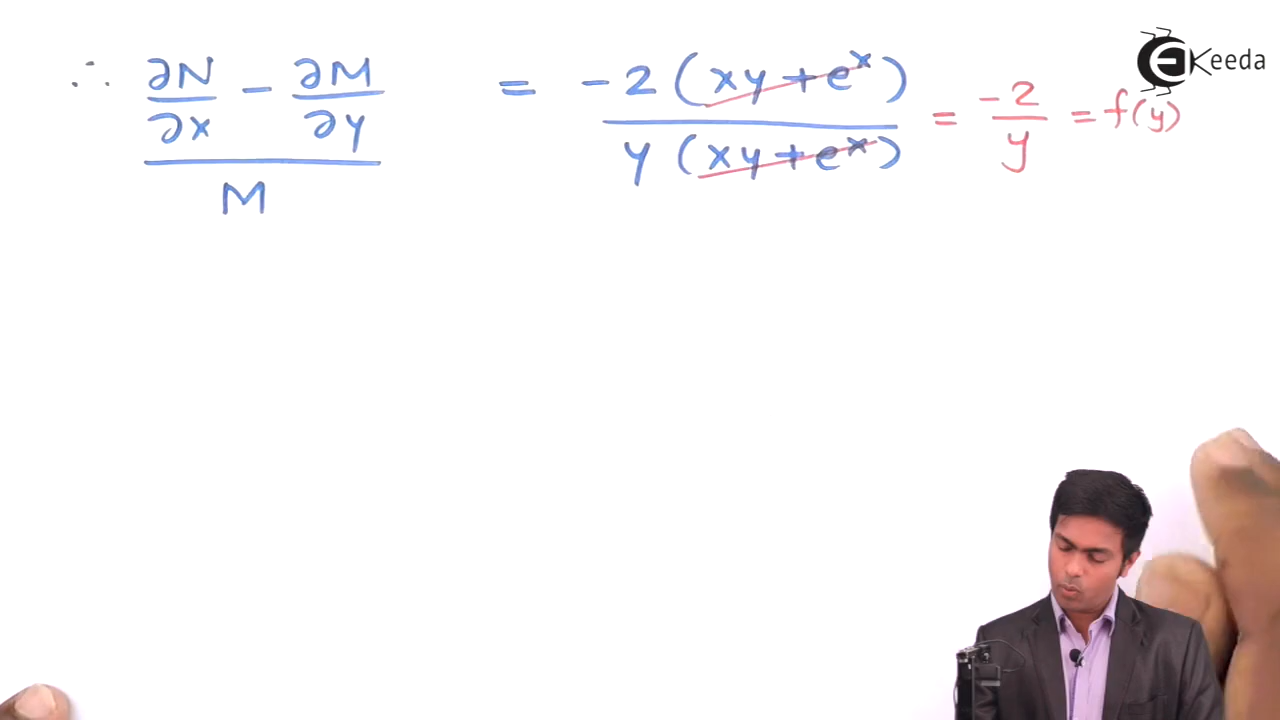 ∴ (∂N/∂x - ∂M/∂y)/M = -2(xy + e^x)/y(xy + e^x) = -2/y = f(y)
EKeeda